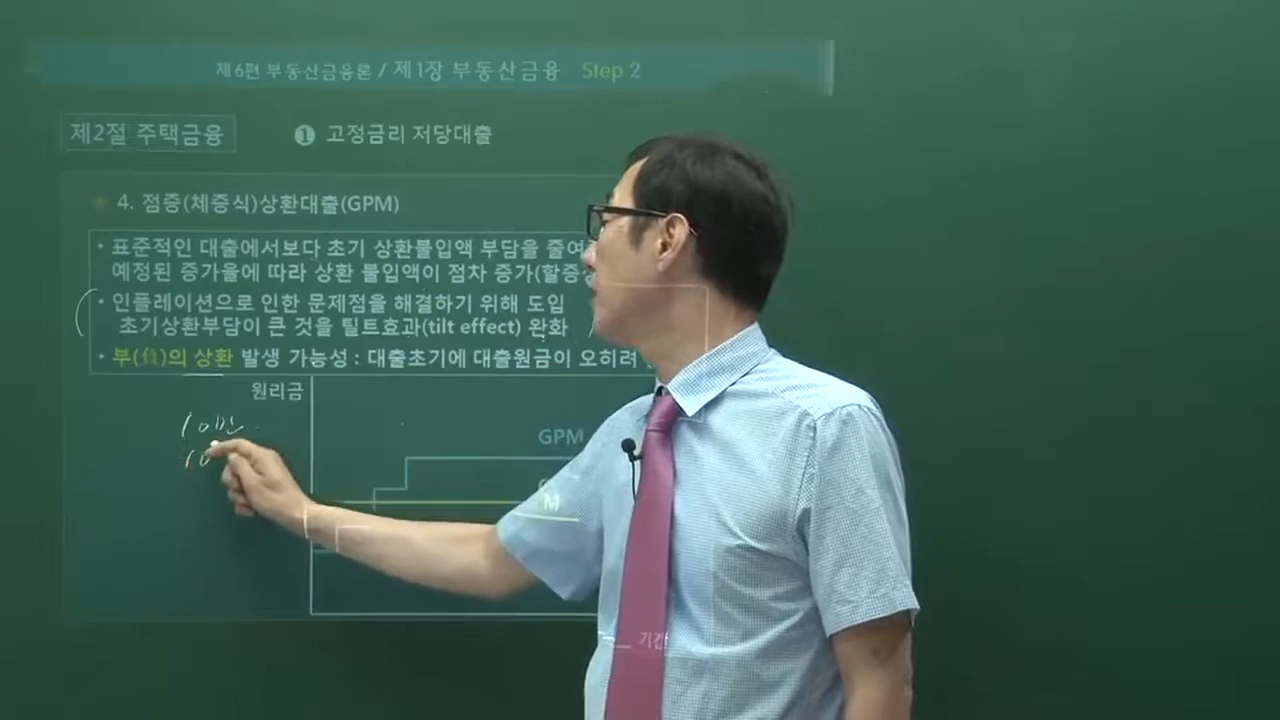 제6편 부동산금융론 / 제1장 부동산금융 Step 2
제2절 주택금융
❶ 고정금리 저당대출
4. 점증(체증식)상환대출(GPM)
• 표준적인 대출에서보다 초기 상환불입액 부담을 줄여
예정된 증가율에 따라 상환 불입액이 점차 증가(할증
• 인플레이션으로 인한 문제점을 해결하기 위해 도입
초기상환부담이 큰 것을 틸트효과(tilt effect) 완화
• 부(負)의 상환 발생 가능성 : 대출초기에 대출원금이 오히려
원리금
100만
10
GPM
M
기간